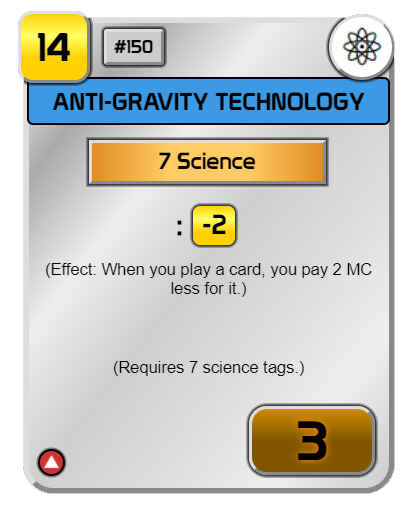 14
#150
ANTI-GRAVITY TECHNOLOGY
7 Science
: -2
(Effect: When you play a card, you pay 2 MC
less for it.)
(Requires 7 science tags.)
3